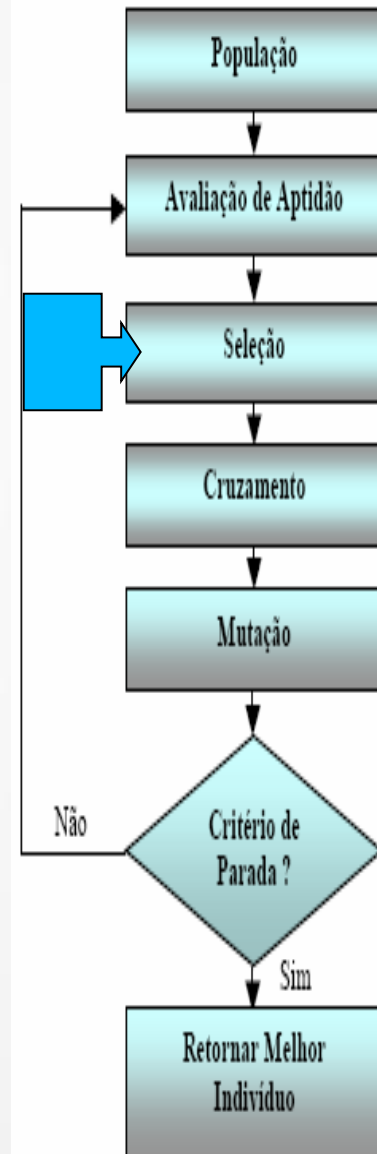 População
Avaliação de Aptidão
Seleção
Cruzamento
Mutação
Não
Critério de
Parada ?
Sim
Retornar Melhor
Indivíduo